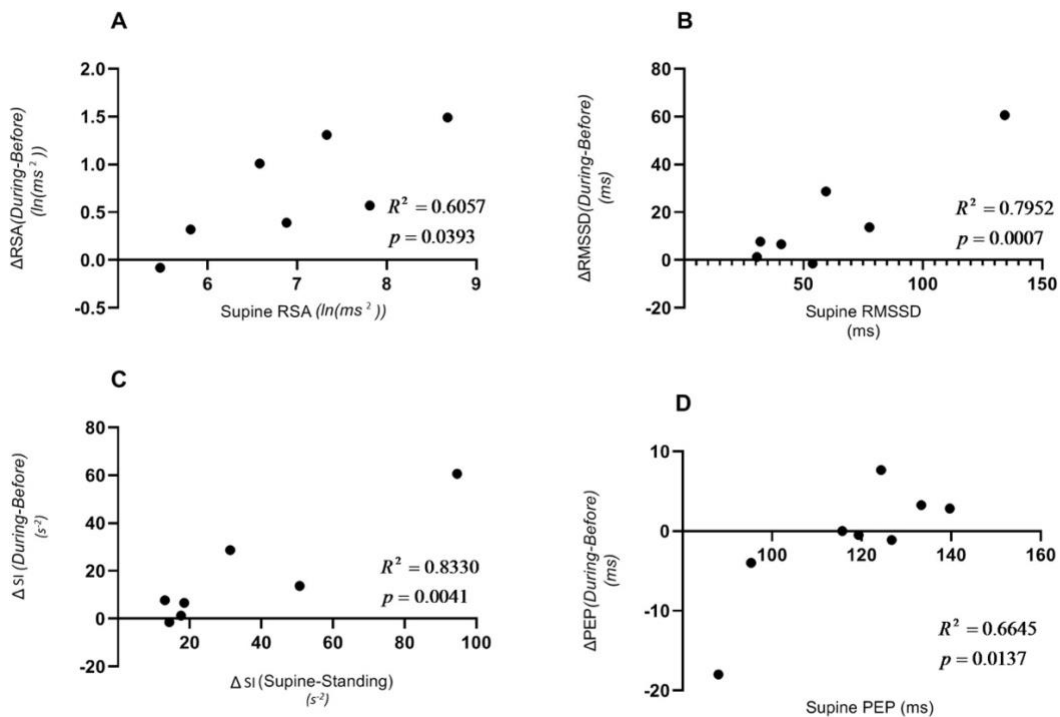 A
2.0
1.5
1.0
0.5
0.0
-0.5
6
7
8
9
ΔRSA(During-Before)
(ln(ms²))
Supine RSA (ln(ms²))
R² = 0.6057
p = 0.0393
B
80
60
40
20
0
-20
50
100
150
ΔRMSSD(During-Before)
(ms)
Supine RMSSD
(ms)
R² = 0.7952
p = 0.0007
C
80
60
40
20
0
-20
20
40
60
80
100
Δ SI (During-Before)
(s⁻²)
Δ SI (Supine-Standing)
(s⁻²)
R² = 0.8330
p = 0.0041
D
10
0
-10
-20
100
120
140
160
ΔPEP(During-Before)
(ms)
Supine PEP (ms)
R² = 0.6645
p = 0.0137